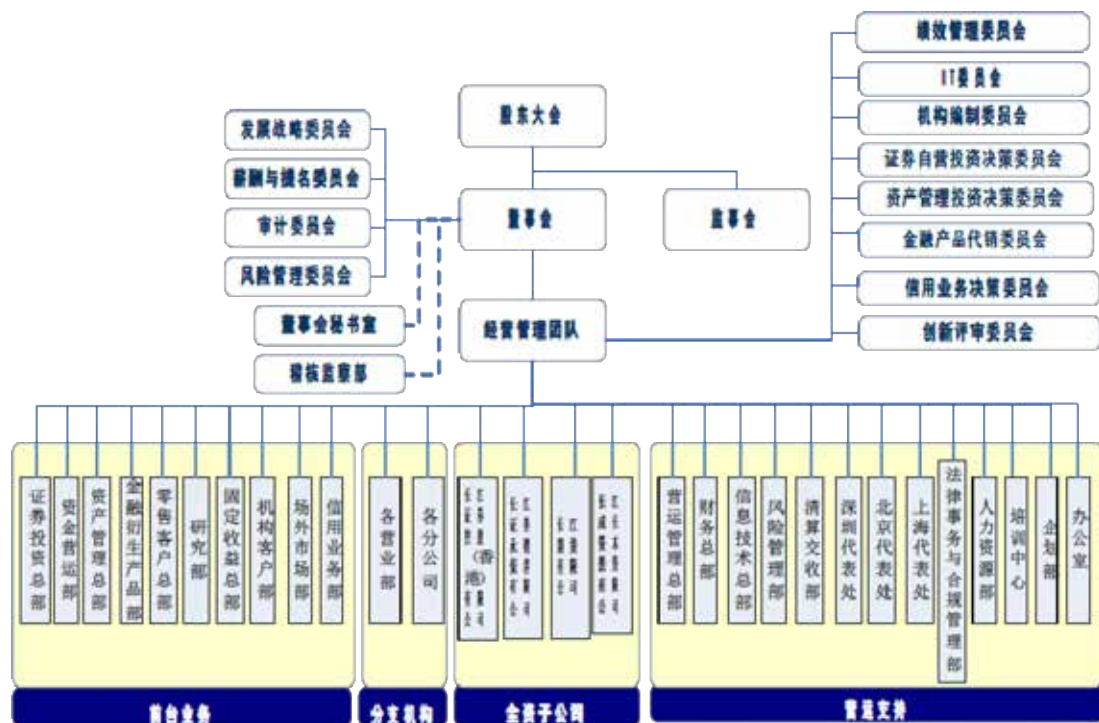 绩效管理委员会
IT委员会
机构编制委员会
证券自营投资决策委员会
资产管理投资决策委员会
金融产品代销委员会
信用业务决策委员会
创新评审委员会
股东大会
发展战略委员会
薪酬与提名委员会
审计委员会
风险管理委员会
董事会
监事会
董事会秘书室
稽核监察部
经营管理团队
证券投资总部
资金营运部
资产管理总部
金融衍生产品部
零售客户总部
研究部
固定收益总部
机构客户部
场外市场部
信用业务部
各营业部
各分公司
营运管理总部
财务总部
信息技术总部
风险管理部
清算交收部
深圳代表处
北京代表处
上海代表处
法律事务与合规管理部
人力资源部
培训中心
企划部
办公室
前台业务
分支机构
全资子公司
营运支持